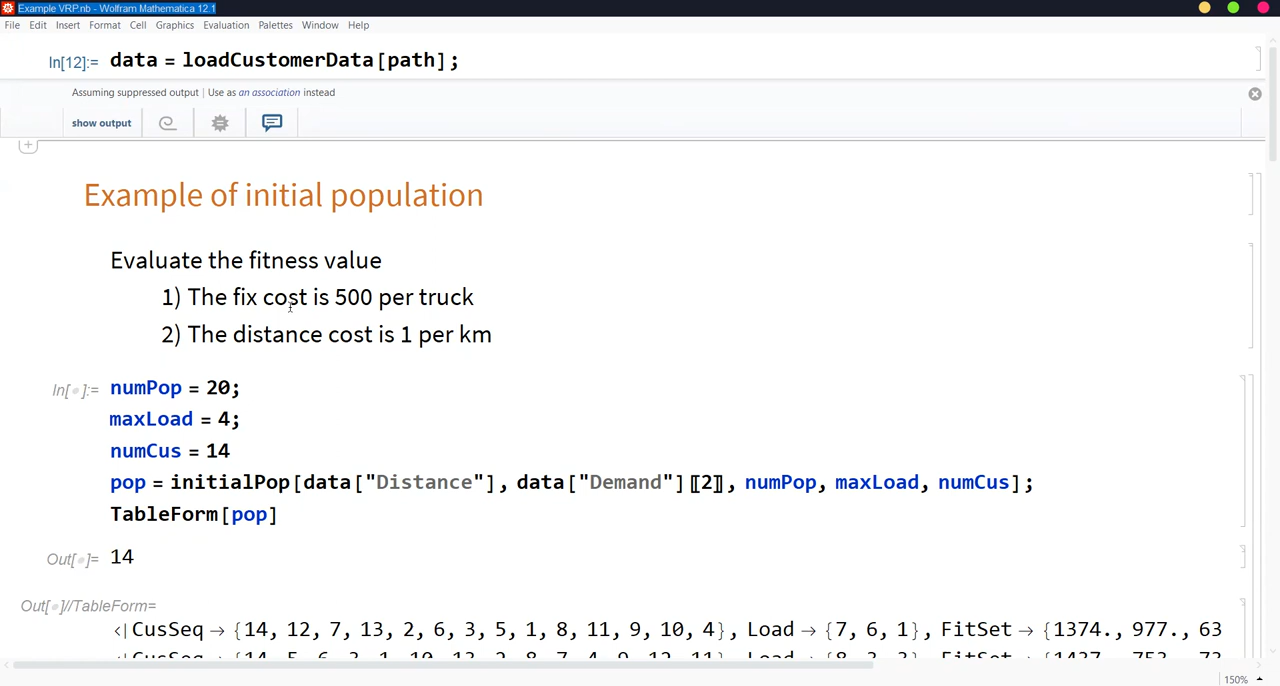 Example VRP.nb - Wolfram Mathematica 12.1
File Edit Insert Format Cell Graphics Evaluation Palettes Window Help
In[12]:= data = loadCustomerData[path];
Assuming suppressed output | Use as an association instead
show output
Example of initial population
Evaluate the fitness value
1) The fix cost is 500 per truck
2) The distance cost is 1 per km
In[ ]:= numPop = 20;
maxLoad = 4;
numCus = 14
pop = initialPop[data["Distance"], data["Demand"]〚2〛, numPop, maxLoad, numCus];
TableForm[pop]
Out[ ]= 14
Out[ ]//TableForm=
<|CusSeq → {14, 12, 7, 13, 2, 6, 3, 5, 1, 8, 11, 9, 10, 4}, Load → {7, 6, 1}, FitSet → {1374., 977., 63
150%